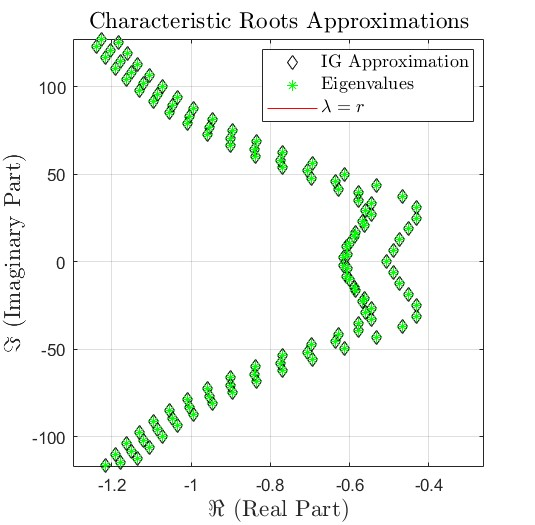 Characteristic Roots Approximations
IG Approximation
Eigenvalues
λ = r
ℑ (Imaginary Part)
100
50
0
-50
-100
-1.2 -1 -0.8 -0.6 -0.4
ℜ (Real Part)